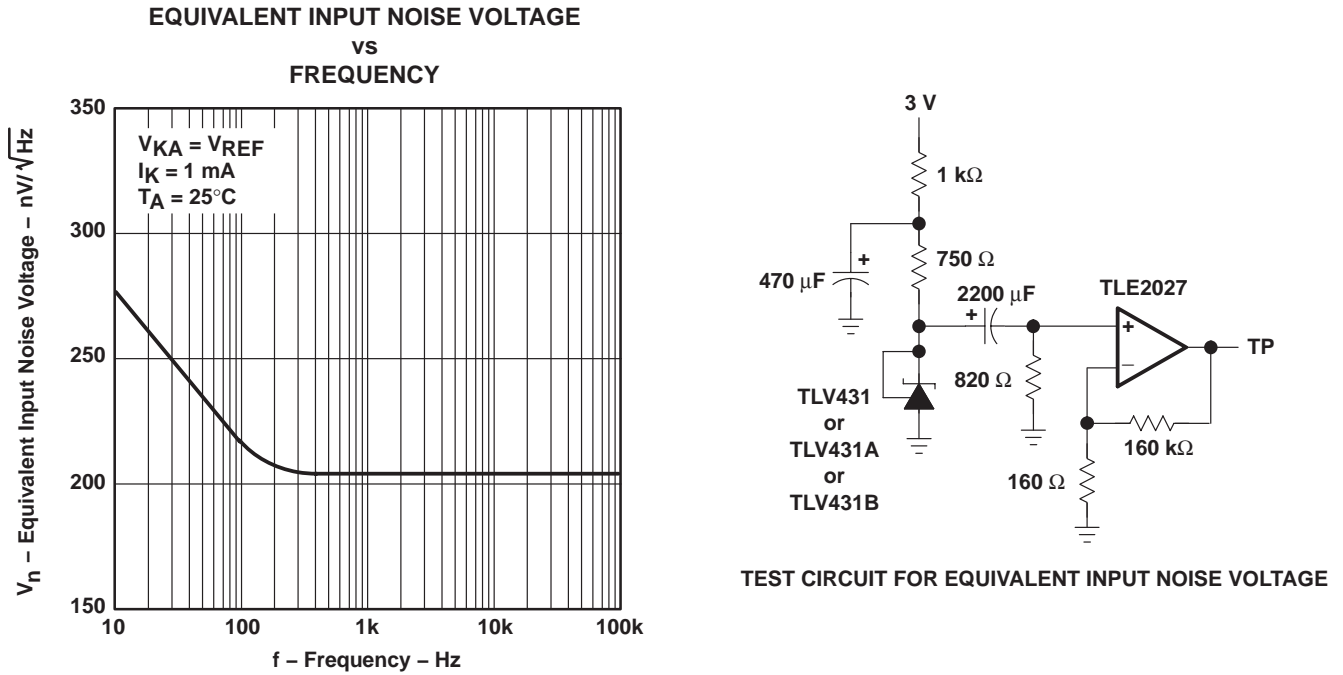 EQUIVALENT INPUT NOISE VOLTAGE
vs
FREQUENCY
Vn – Equivalent Input Noise Voltage – nV/√Hz
350
300
250
200
150
VKA = VREF
IK = 1 mA
TA = 25°C
10
100
1k
10k
100k
f – Frequency – Hz
3 V
1 kΩ
750 Ω
470 µF
+
2200 µF
+
TLE2027
+
–
TP
820 Ω
TLV431
or
TLV431A
or
TLV431B
160 kΩ
160 Ω
TEST CIRCUIT FOR EQUIVALENT INPUT NOISE VOLTAGE